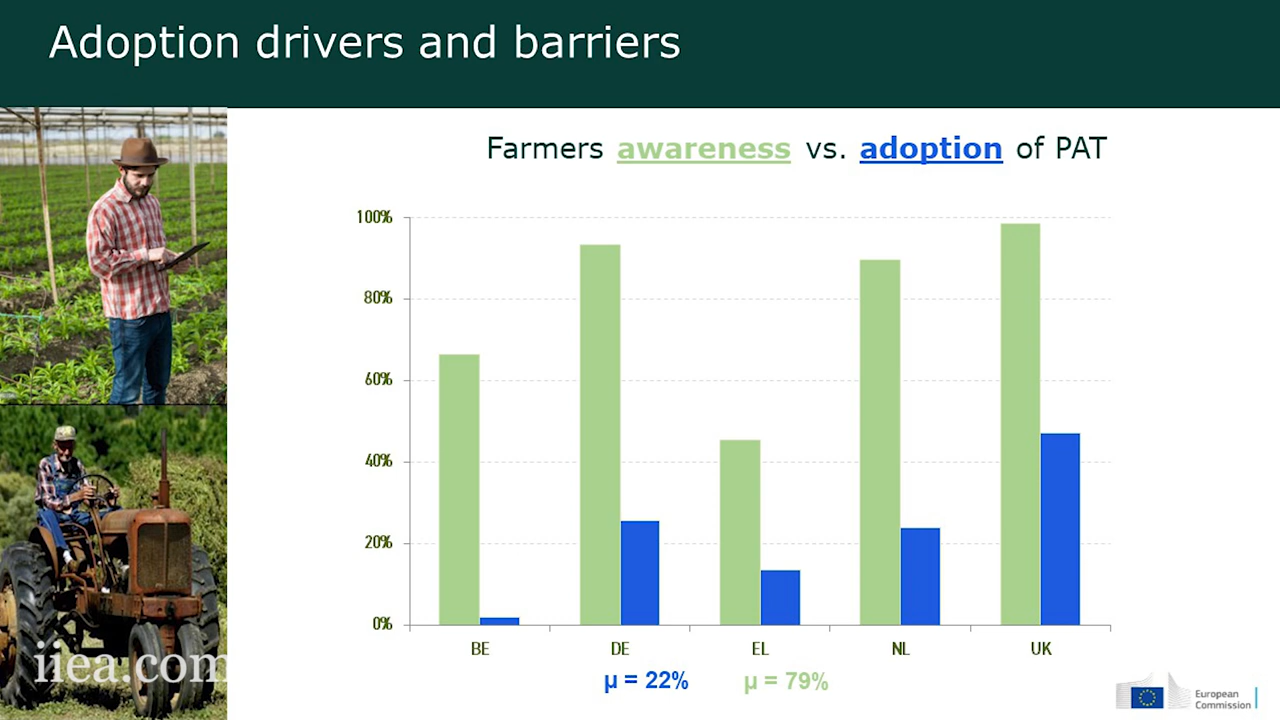 Adoption drivers and barriers
Farmers awareness vs. adoption of PAT
100%
80%
60%
40%
20%
0%
BE DE EL NL UK
μ = 22% μ = 79%
iiea.com
European
Commission